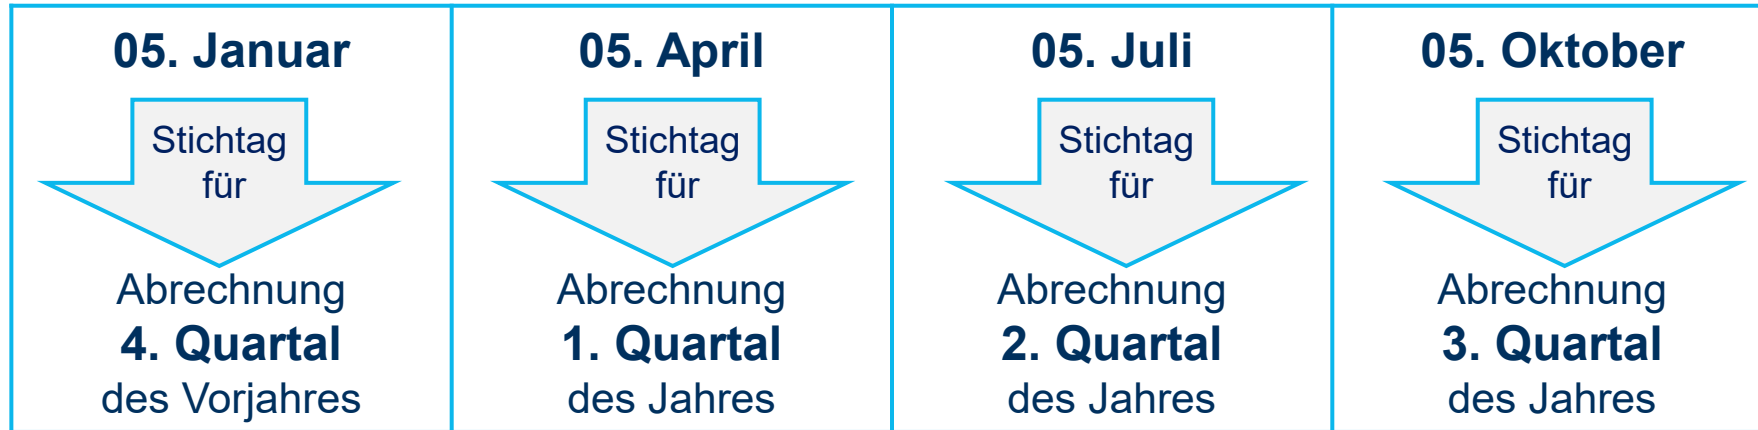 05. Januar
Stichtag
für
Abrechnung
4. Quartal
des Vorjahres
05. April
Stichtag
für
Abrechnung
1. Quartal
des Jahres
05. Juli
Stichtag
für
Abrechnung
2. Quartal
des Jahres
05. Oktober
Stichtag
für
Abrechnung
3. Quartal
des Jahres